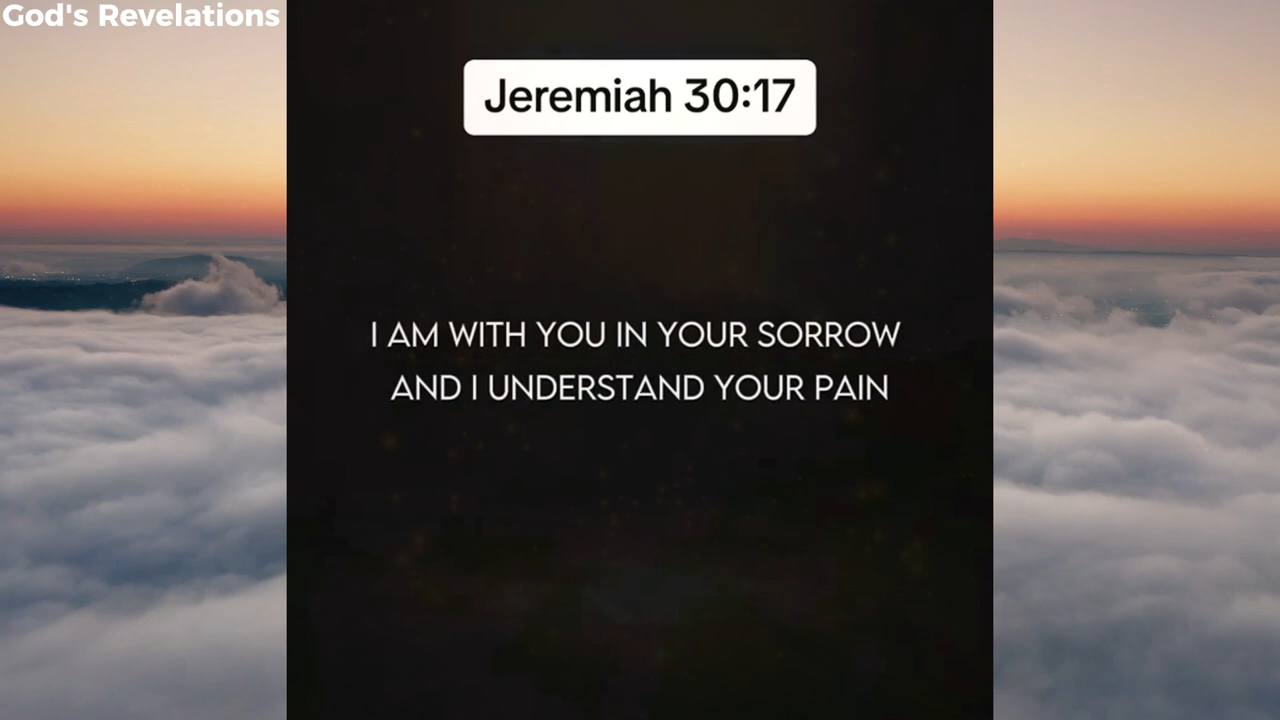 God's Revelations
Jeremiah 30:17
I AM WITH YOU IN YOUR SORROW
AND I UNDERSTAND YOUR PAIN